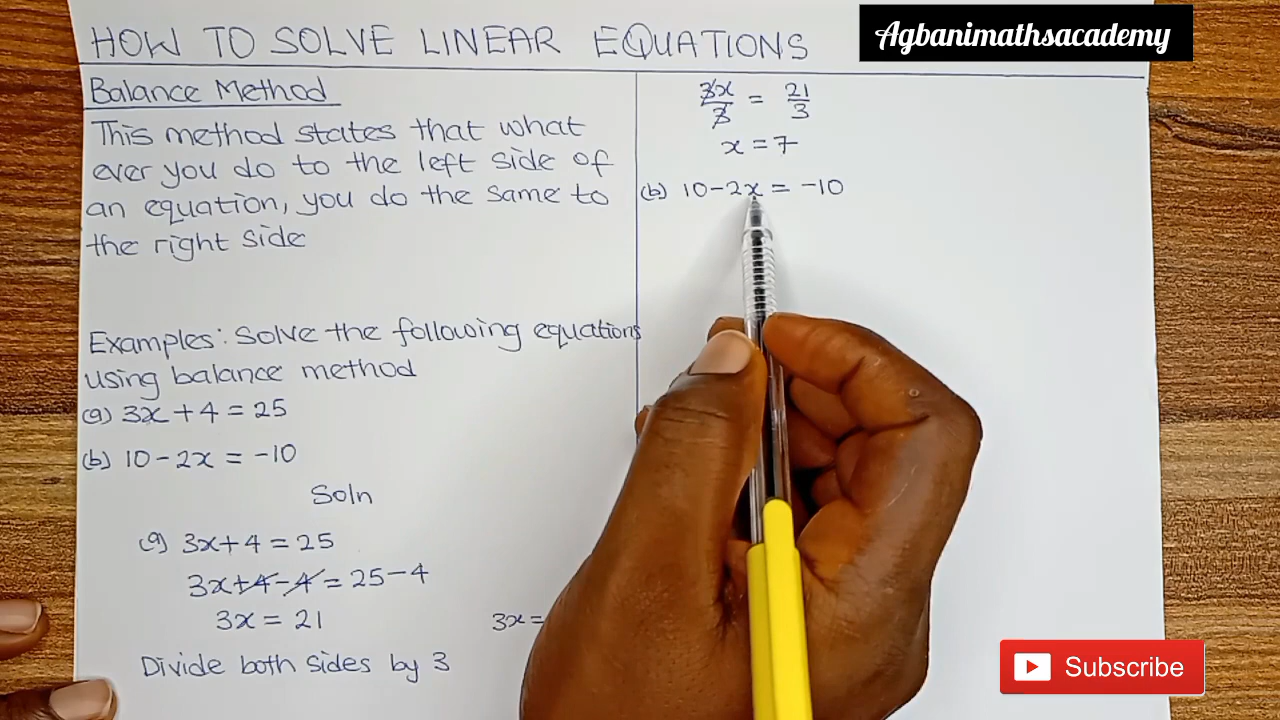 HOW TO SOLVE LINEAR EQUATIONS
Agbanimathsacademy
Balance Method
This method states that what
ever you do to the left side of
an equation, you do the same to
the right side
Examples: Solve the following equations
using balance method
(a) 3x + 4 = 25
(b) 10 - 2x = -10
Soln
(a) 3x + 4 = 25
3x + 4 - 4 = 25 - 4
3x = 21
3x =
Divide both sides by 3
3x/3 = 21/3
x = 7
(b) 10 - 2x = -10
Subscribe